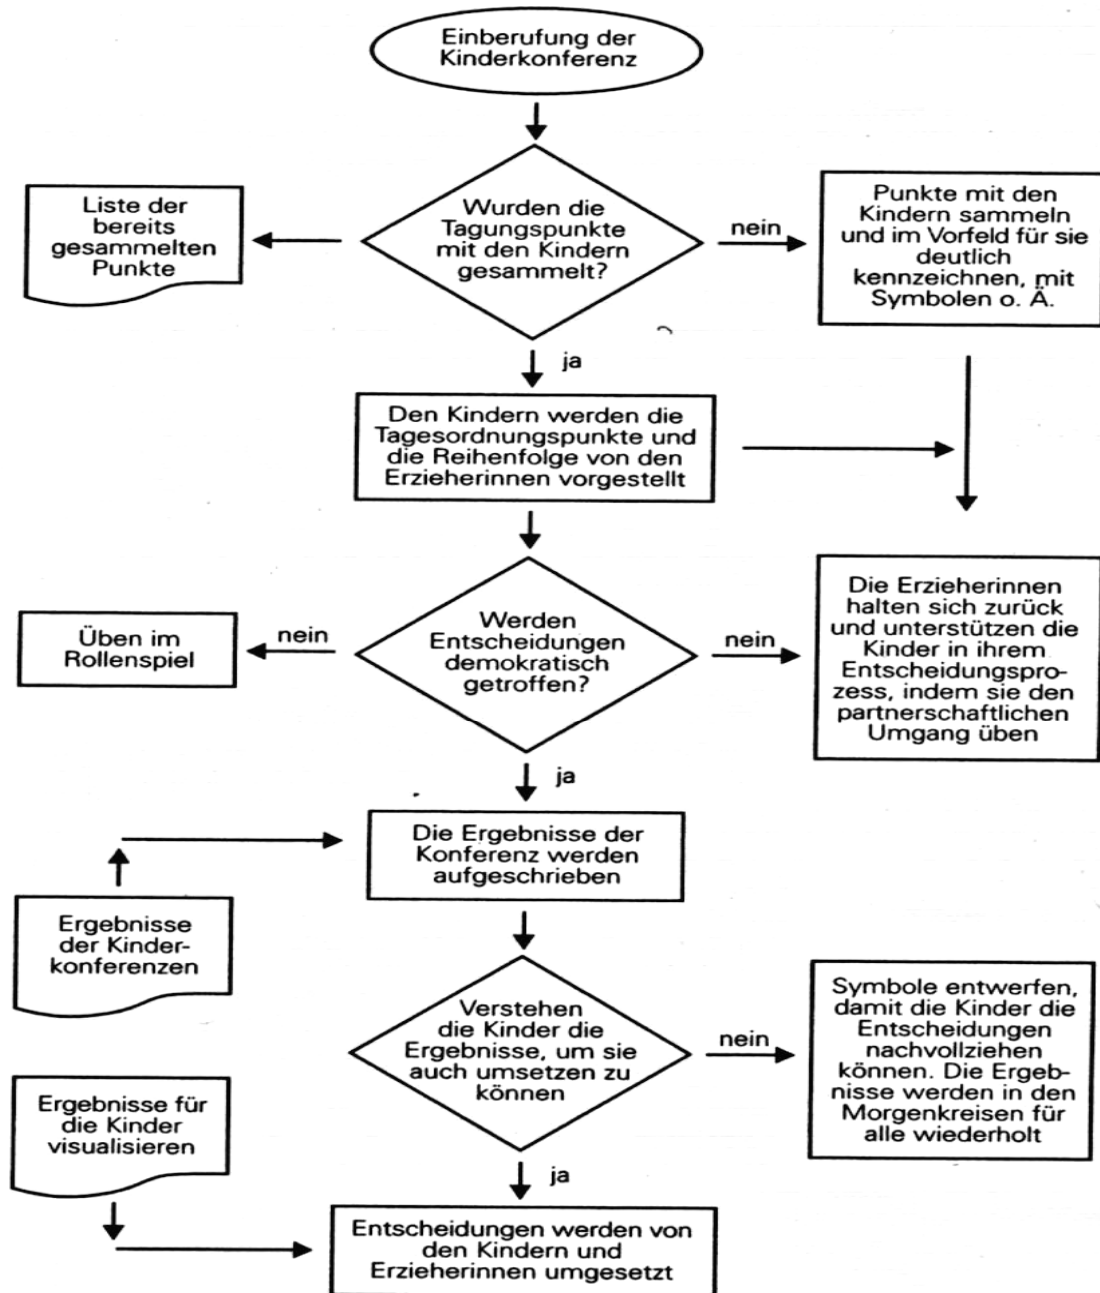 Einberufung der
Kinderkonferenz
Liste der
bereits
gesammelten
Punkte
Wurden die
Tagungspunkte
mit den Kindern
gesammelt?
nein
Punkte mit den
Kindern sammeln
und im Vorfeld für sie
deutlich
kennzeichnen, mit
Symbolen o. Ä.
ja
Den Kindern werden die
Tagesordnungspunkte und
die Reihenfolge von den
Erzieherinnen vorgestellt
Üben im
Rollenspiel
nein
Werden
Entscheidungen
demokratisch
getroffen?
nein
Die Erzieherinnen
halten sich zurück
und unterstützen die
Kinder in ihrem
Entscheidungspro-
zess, indem sie den
partnerschaftlichen
Umgang üben
ja
Die Ergebnisse der
Konferenz werden
aufgeschrieben
Ergebnisse
der Kinder-
konferenzen
Verstehen
die Kinder die
Ergebnisse, um sie
auch umsetzen zu
können
nein
Symbole entwerfen,
damit die Kinder die
Entscheidungen
nachvollziehen
können. Die Ergeb-
nisse werden in den
Morgenkreisen für
alle wiederholt
Ergebnisse für
die Kinder
visualisieren
ja
Entscheidungen werden von
den Kindern und
Erzieherinnen umgesetzt